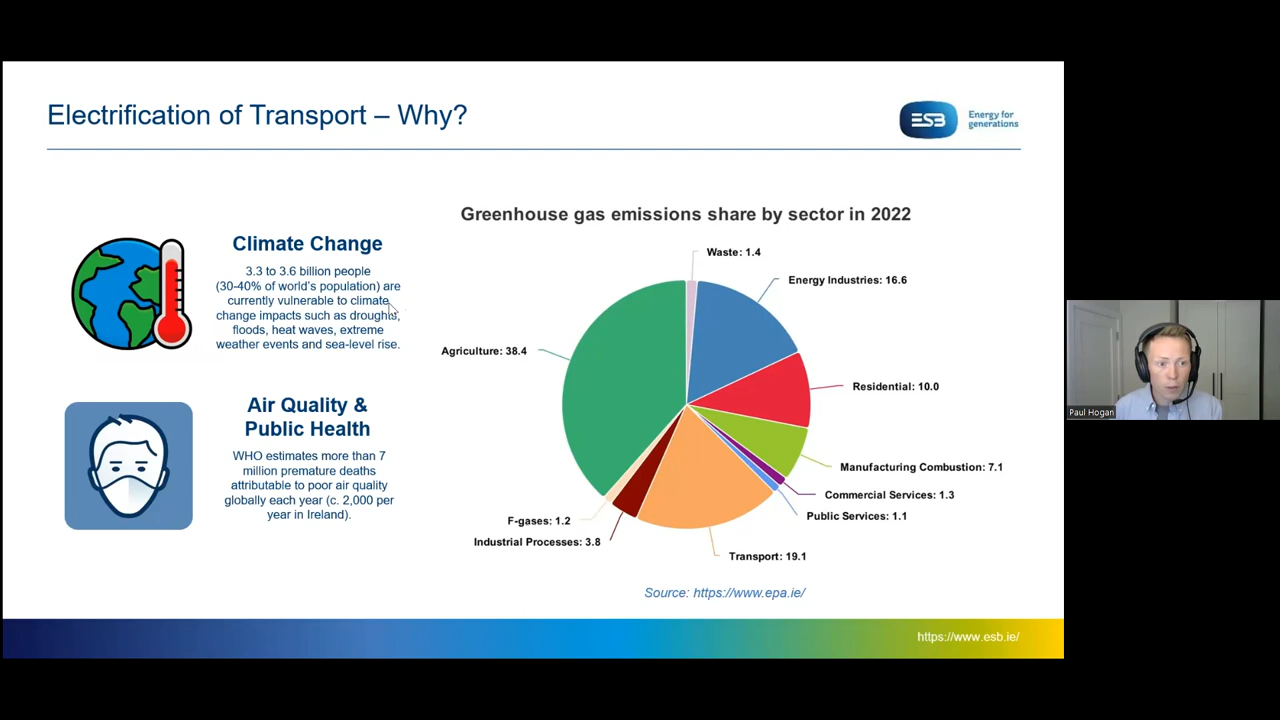 Electrification of Transport – Why?
ESB
Energy for
generations
Climate Change
3.3 to 3.6 billion people
(30-40% of world's population) are
currently vulnerable to climate
change impacts such as droughts,
floods, heat waves, extreme
weather events and sea-level rise.
Air Quality &
Public Health
WHO estimates more than 7
million premature deaths
attributable to poor air quality
globally each year (c. 2,000 per
year in Ireland).
Greenhouse gas emissions share by sector in 2022
Waste: 1.4
Energy Industries: 16.6
Agriculture: 38.4
Residential: 10.0
Manufacturing Combustion: 7.1
Commercial Services: 1.3
Public Services: 1.1
F-gases: 1.2
Industrial Processes: 3.8
Transport: 19.1
Source: https://www.epa.ie/
https://www.esb.ie/
Paul Hogan